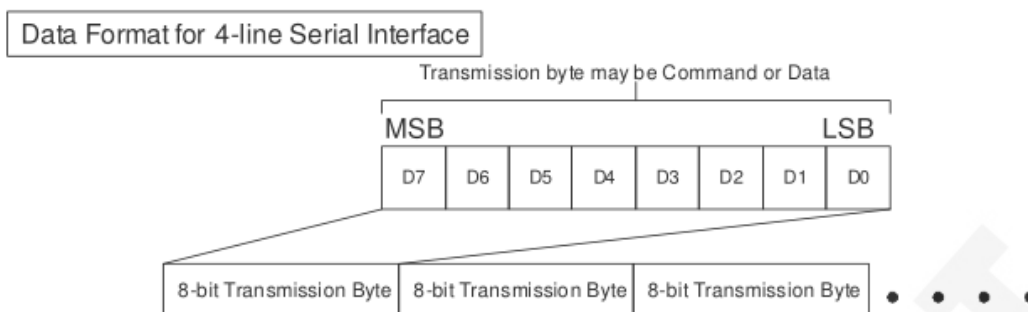 Data Format for 4-line Serial Interface
Transmission byte may be Command or Data
MSB LSB
D7 D6 D5 D4 D3 D2 D1 D0
8-bit Transmission Byte 8-bit Transmission Byte 8-bit Transmission Byte